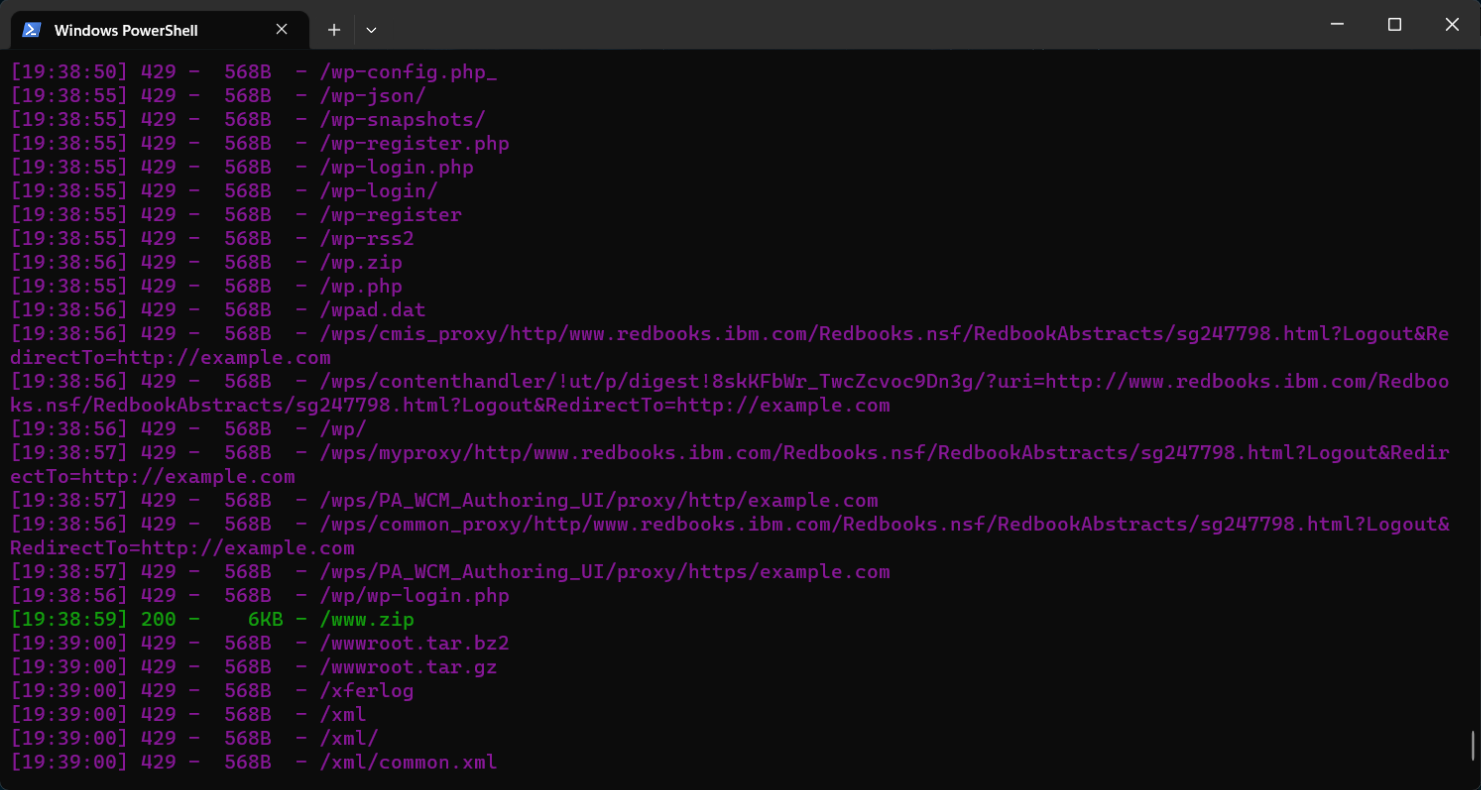 Windows PowerShell
[19:38:50] 429 -  568B  - /wp-config.php_
[19:38:55] 429 -  568B  - /wp-json/
[19:38:55] 429 -  568B  - /wp-snapshots/
[19:38:55] 429 -  568B  - /wp-register.php
[19:38:55] 429 -  568B  - /wp-login.php
[19:38:55] 429 -  568B  - /wp-login/
[19:38:55] 429 -  568B  - /wp-register
[19:38:55] 429 -  568B  - /wp-rss2
[19:38:56] 429 -  568B  - /wp.zip
[19:38:55] 429 -  568B  - /wp.php
[19:38:56] 429 -  568B  - /wpad.dat
[19:38:56] 429 -  568B  - /wps/cmis_proxy/http/www.redbooks.ibm.com/Redbooks.nsf/RedbookAbstracts/sg247798.html?Logout&Re
directTo=http://example.com
[19:38:56] 429 -  568B  - /wps/contenthandler/!ut/p/digest!8skKFbWr_TwcZcvoc9Dn3g/?uri=http://www.redbooks.ibm.com/Redboo
ks.nsf/RedbookAbstracts/sg247798.html?Logout&RedirectTo=http://example.com
[19:38:56] 429 -  568B  - /wp/
[19:38:57] 429 -  568B  - /wps/myproxy/http/www.redbooks.ibm.com/Redbooks.nsf/RedbookAbstracts/sg247798.html?Logout&Redir
ectTo=http://example.com
[19:38:57] 429 -  568B  - /wps/PA_WCM_Authoring_UI/proxy/http/example.com
[19:38:56] 429 -  568B  - /wps/common_proxy/http/www.redbooks.ibm.com/Redbooks.nsf/RedbookAbstracts/sg247798.html?Logout&
RedirectTo=http://example.com
[19:38:57] 429 -  568B  - /wps/PA_WCM_Authoring_UI/proxy/https/example.com
[19:38:56] 429 -  568B  - /wp/wp-login.php
[19:38:59] 200 -    6KB - /www.zip
[19:39:00] 429 -  568B  - /wwwroot.tar.bz2
[19:39:00] 429 -  568B  - /wwwroot.tar.gz
[19:39:00] 429 -  568B  - /xferlog
[19:39:00] 429 -  568B  - /xml
[19:39:00] 429 -  568B  - /xml/
[19:39:00] 429 -  568B  - /xml/common.xml